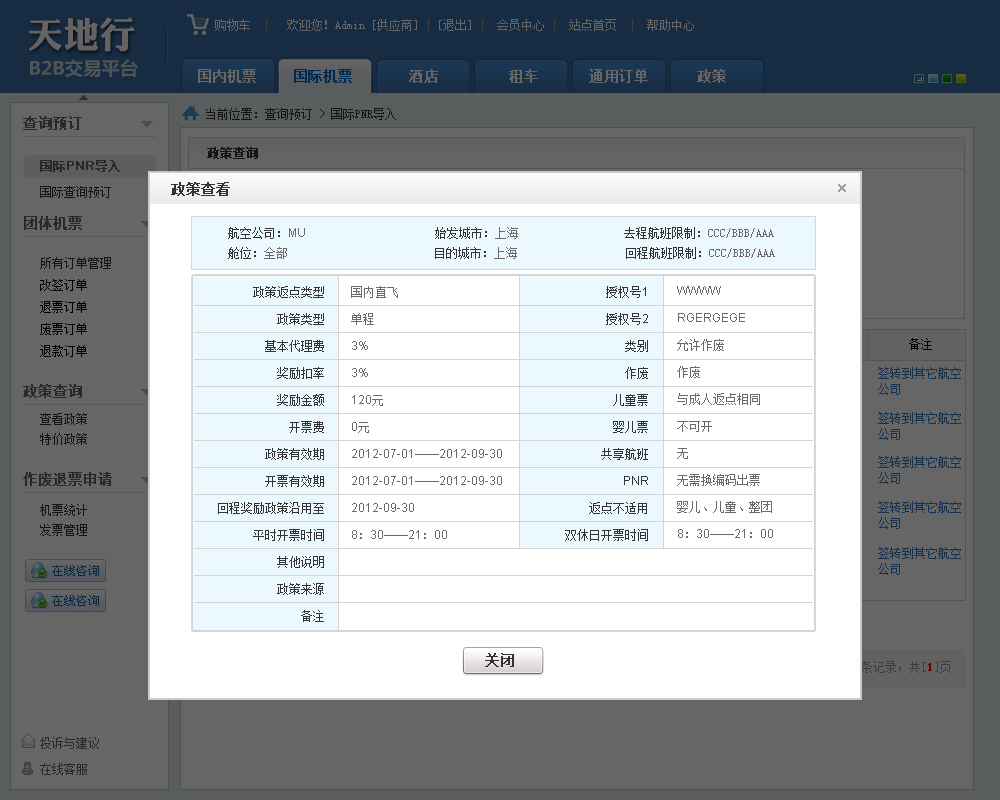 天地行
B2B交易平台
购物车 欢迎您! Admin [供应商] [退出] 会员中心 站点首页 帮助中心
国内机票 国际机票 酒店 租车 通用订单 政策
当前位置: 查询预订 > 国际PNR导入
查询预订
国际PNR导入
国际查询预订
团体机票
所有订单管理
改签订单
退票订单
废票订单
退款订单
政策查询
查看政策
特价政策
作废退票申请
机票统计
发票管理
在线咨询
在线咨询
投诉与建议
在线客服
政策查询
政策查看 ×
航空公司: MU 始发城市: 上海 去程航班限制: CCC/BBB/AAA
舱位: 全部 目的城市: 上海 回程航班限制: CCC/BBB/AAA
政策返点类型 国内直飞 授权号1 VVVVVVVV
政策类型 单程 授权号2 RGERGEGE
基本代理费 3% 类别 允许作废
奖励扣率 3% 作废 作废
奖励金额 120元 儿童票 与成人返点相同
开票费 0元 婴儿票 不可开
政策有效期 2012-07-01——2012-09-30 共享航班 无
开票有效期 2012-07-01——2012-09-30 PNR 无需换编码出票
回程奖励政策沿用至 2012-09-30 返点不适用 婴儿、儿童、整团
平时开票时间 8: 30——21: 00 双休日开票时间 8: 30——21: 00
其他说明
政策来源
备注
关闭
备注
签转到其它航空
公司
签转到其它航空
公司
签转到其它航空
公司
签转到其它航空
公司
签转到其它航空
公司
条记录，共[1]页